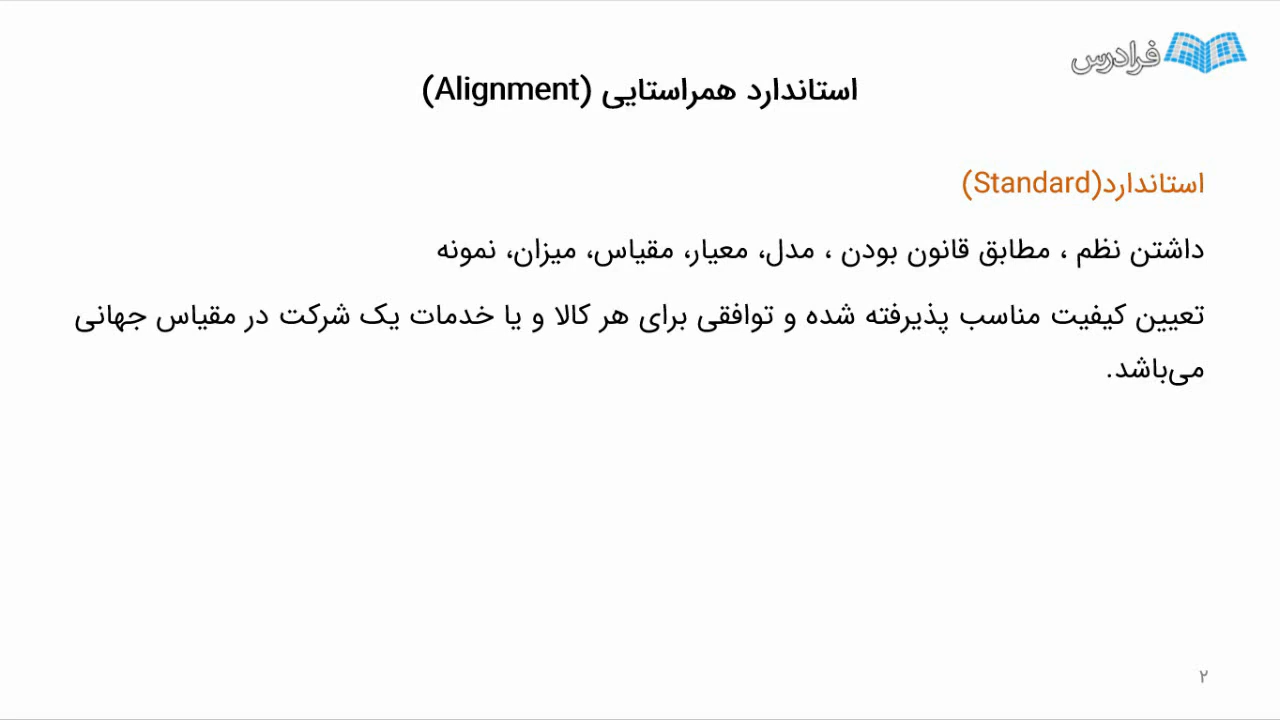 فرادرس
استاندارد همراستایی (Alignment)
استاندارد(Standard)
داشتن نظم ، مطابق قانون بودن ، مدل، معیار، مقیاس، میزان، نمونه
تعیین کیفیت مناسب پذیرفته شده و توافقی برای هر کالا و یا خدمات یک شرکت در مقیاس جهانی
می‌باشد.
۲